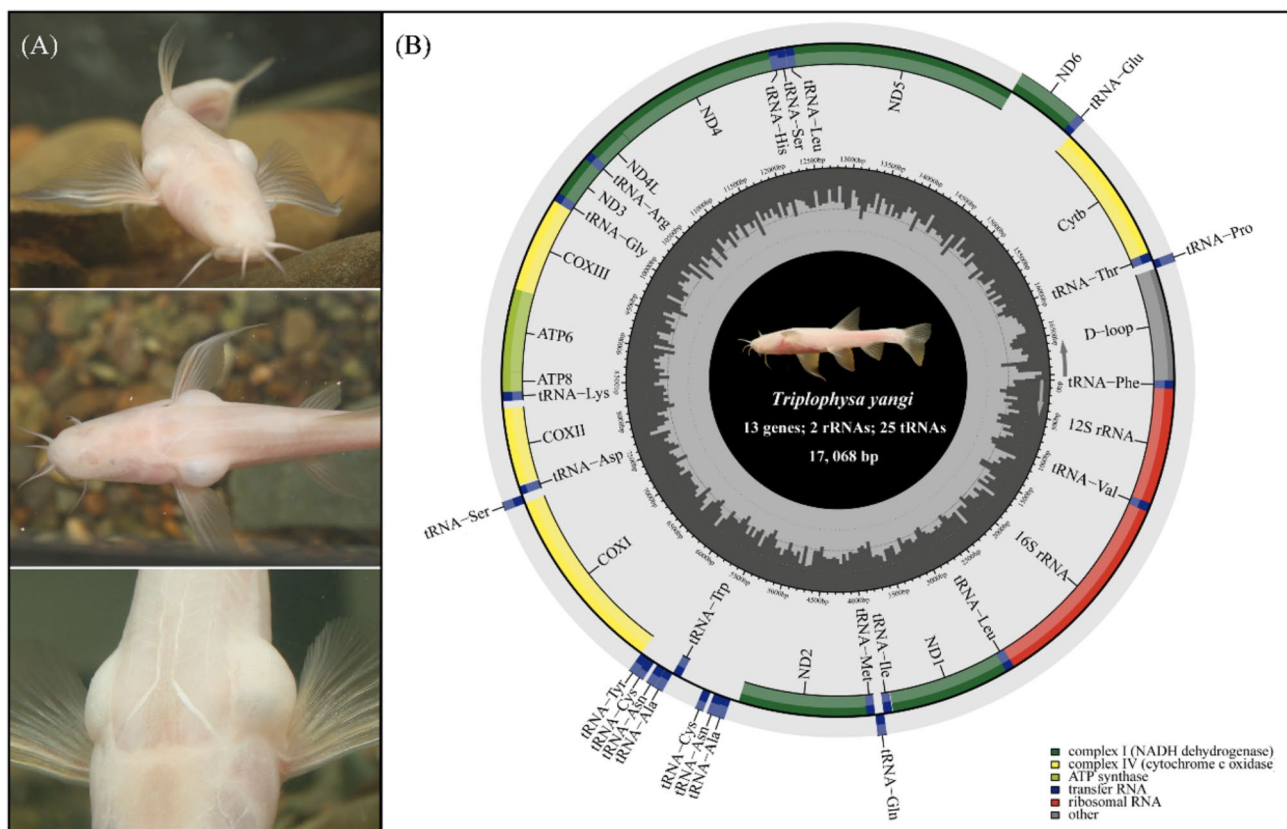 (A)
(B)
ND5
ND6
tRNA–Glu
Cytb
tRNA–Thr
tRNA–Pro
D–loop
tRNA–Phe
12S rRNA
tRNA–Val
16S rRNA
tRNA–Leu
ND1
tRNA–Ile
tRNA–Gln
tRNA–Met
ND2
tRNA–Ala
tRNA–Asn
tRNA–Cys
tRNA–Trp
tRNA–Ala
tRNA–Asn
tRNA–Cys
tRNA–Tyr
COXI
tRNA–Ser
tRNA–Asp
COXII
tRNA–Lys
ATP8
ATP6
COXIII
tRNA–Gly
ND3
tRNA–Arg
ND4L
ND4
tRNA–His
tRNA–Ser
tRNA–Leu
Triplophysa yangi
13 genes; 2 rRNAs; 25 tRNAs
17, 068 bp
complex I (NADH dehydrogenase)
complex IV (cytochrome c oxidase
ATP synthase
transfer RNA
ribosomal RNA
other